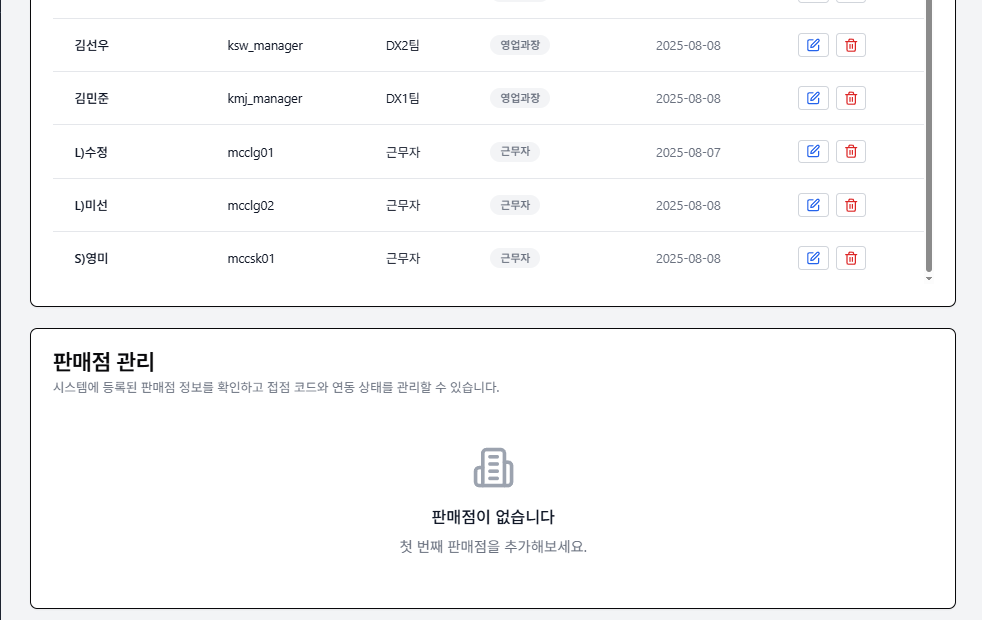 김선우 ksw_manager DX2팀 영업과장 2025-08-08
김민준 kmj_manager DX1팀 영업과장 2025-08-08
L)수정 mcclg01 근무자 근무자 2025-08-07
L)미선 mcclg02 근무자 근무자 2025-08-08
S)영미 mccsk01 근무자 근무자 2025-08-08
판매점 관리
시스템에 등록된 판매점 정보를 확인하고 접점 코드와 연동 상태를 관리할 수 있습니다.
판매점이 없습니다
첫 번째 판매점을 추가해보세요.